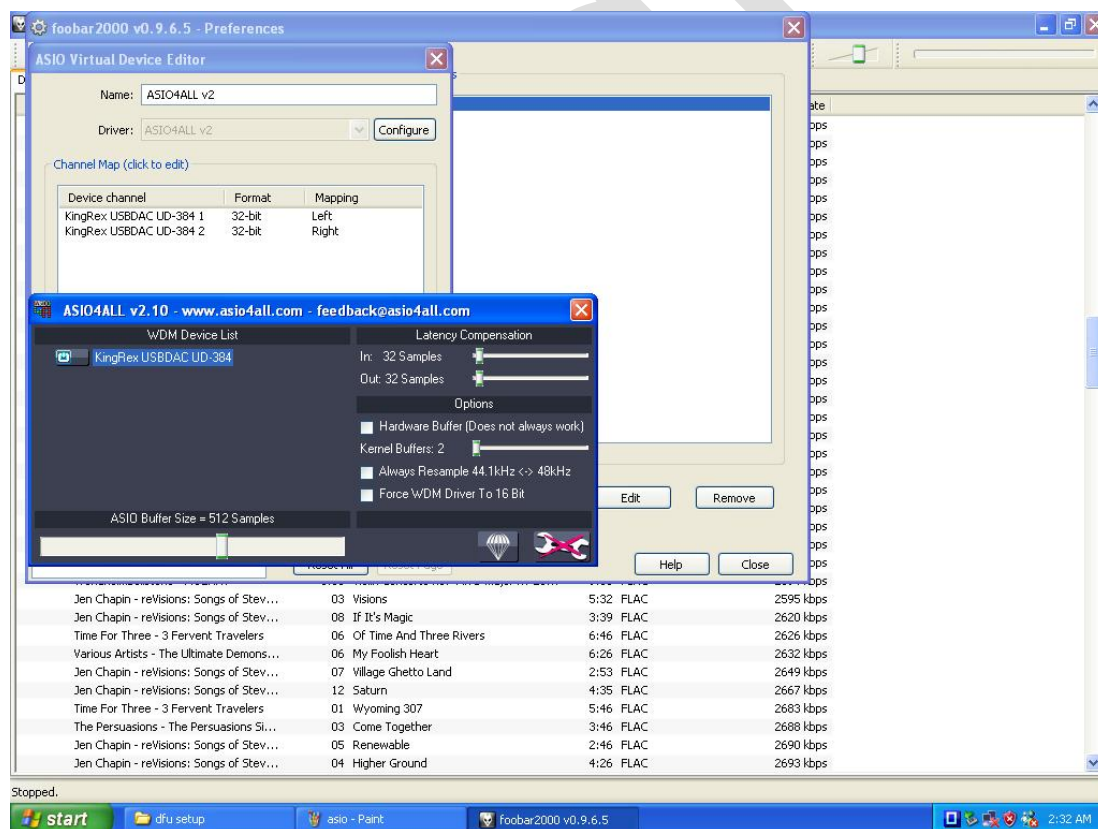 foobar2000 v0.9.6.5 - Preferences
ASIO Virtual Device Editor
Name: ASIO4ALL v2
Driver: ASIO4ALL v2 Configure
Channel Map (click to edit)
Device channel Format Mapping
KingRex USBDAC UD-384 1 32-bit Left
KingRex USBDAC UD-384 2 32-bit Right
ASIO4ALL v2.10 - www.asio4all.com - feedback@asio4all.com
WDM Device List
KingRex USBDAC UD-384
Latency Compensation
In: 32 Samples
Out: 32 Samples
Options
Hardware Buffer (Does not always work)
Kernel Buffers: 2
Always Resample 44.1kHz <-> 48kHz
Force WDM Driver To 16 Bit
ASIO Buffer Size = 512 Samples
Edit Remove
Help Close
Jen Chapin - reVisions: Songs of Stev... 03 Visions 5:32 FLAC 2595 kbps
Jen Chapin - reVisions: Songs of Stev... 08 If It's Magic 3:39 FLAC 2620 kbps
Time For Three - 3 Fervent Travelers 06 Of Time And Three Rivers 6:46 FLAC 2626 kbps
Various Artists - The Ultimate Demons... 06 My Foolish Heart 6:26 FLAC 2632 kbps
Jen Chapin - reVisions: Songs of Stev... 07 Village Ghetto Land 2:53 FLAC 2649 kbps
Jen Chapin - reVisions: Songs of Stev... 12 Saturn 4:35 FLAC 2667 kbps
Time For Three - 3 Fervent Travelers 01 Wyoming 307 5:46 FLAC 2683 kbps
The Persuasions - The Persuasions Si... 03 Come Together 3:46 FLAC 2688 kbps
Jen Chapin - reVisions: Songs of Stev... 05 Renewable 2:46 FLAC 2690 kbps
Jen Chapin - reVisions: Songs of Stev... 04 Higher Ground 4:26 FLAC 2693 kbps
Stopped.
start dfu setup asio - Paint foobar2000 v0.9.6.5 2:32 AM